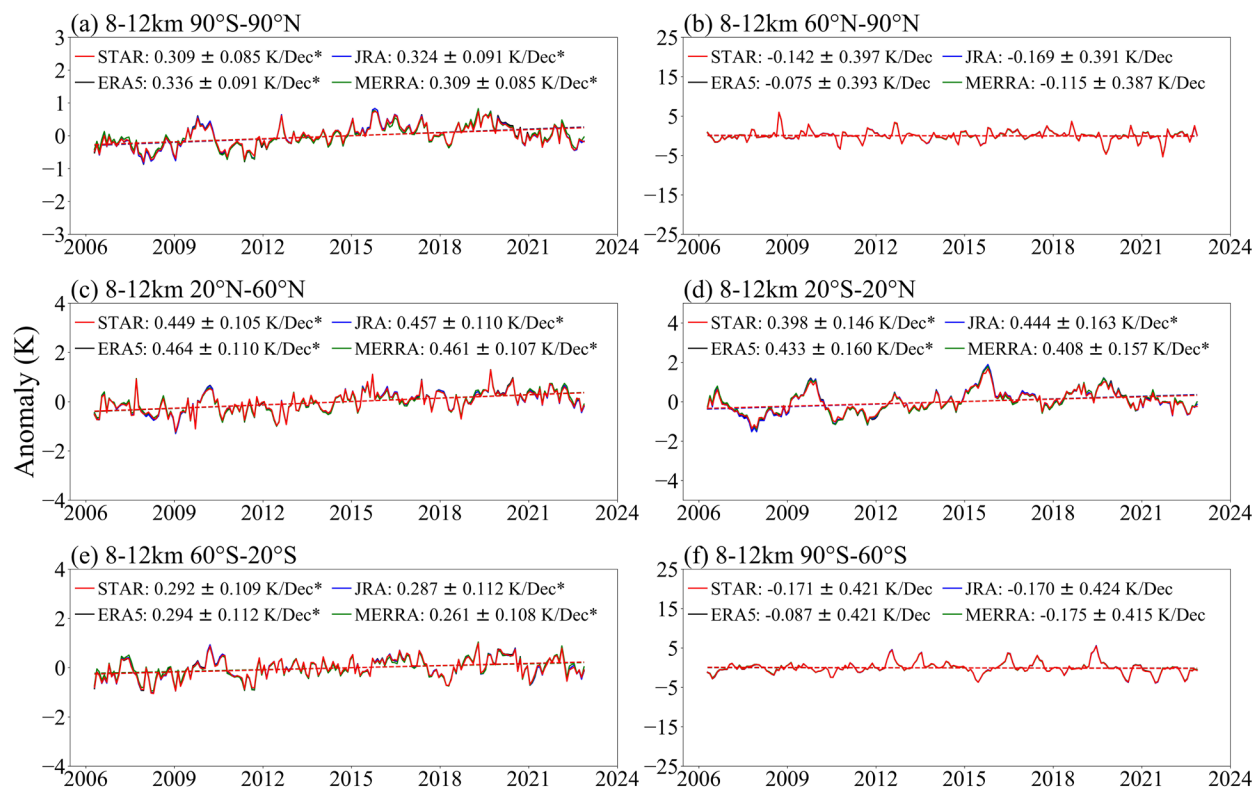 (a) 8-12km 90°S-90°N
STAR: 0.309 ± 0.085 K/Dec* JRA: 0.324 ± 0.091 K/Dec*
ERA5: 0.336 ± 0.091 K/Dec* MERRA: 0.309 ± 0.085 K/Dec*
3
2
1
0
−1
−2
−3
2006 2009 2012 2015 2018 2021 2024
(b) 8-12km 60°N-90°N
STAR: -0.142 ± 0.397 K/Dec JRA: -0.169 ± 0.391 K/Dec
ERA5: -0.075 ± 0.393 K/Dec MERRA: -0.115 ± 0.387 K/Dec
25
15
5
−5
−15
−25
2006 2009 2012 2015 2018 2021 2024
Anomaly (K)
(c) 8-12km 20°N-60°N
STAR: 0.449 ± 0.105 K/Dec* JRA: 0.457 ± 0.110 K/Dec*
ERA5: 0.464 ± 0.110 K/Dec* MERRA: 0.461 ± 0.107 K/Dec*
4
2
0
−2
−4
2006 2009 2012 2015 2018 2021 2024
(d) 8-12km 20°S-20°N
STAR: 0.398 ± 0.146 K/Dec* JRA: 0.444 ± 0.163 K/Dec*
ERA5: 0.433 ± 0.160 K/Dec* MERRA: 0.408 ± 0.157 K/Dec*
4
2
0
−2
−4
2006 2009 2012 2015 2018 2021 2024
(e) 8-12km 60°S-20°S
STAR: 0.292 ± 0.109 K/Dec* JRA: 0.287 ± 0.112 K/Dec*
ERA5: 0.294 ± 0.112 K/Dec* MERRA: 0.261 ± 0.108 K/Dec*
4
2
0
−2
−4
2006 2009 2012 2015 2018 2021 2024
(f) 8-12km 90°S-60°S
STAR: -0.171 ± 0.421 K/Dec JRA: -0.170 ± 0.424 K/Dec
ERA5: -0.087 ± 0.421 K/Dec MERRA: -0.175 ± 0.415 K/Dec
25
15
5
−5
−15
−25
2006 2009 2012 2015 2018 2021 2024